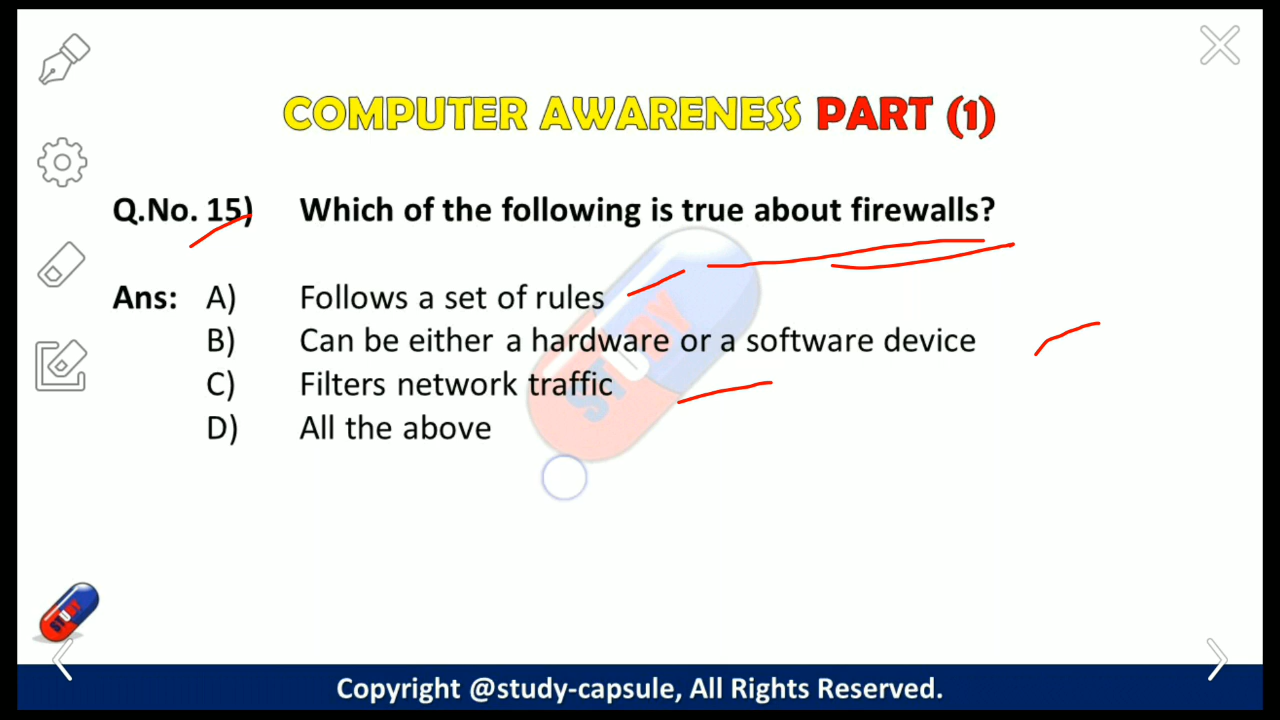 COMPUTER AWARENESS PART (1)
Q.No. 15) Which of the following is true about firewalls?
Ans: A) Follows a set of rules
B) Can be either a hardware or a software device
C) Filters network traffic
D) All the above
STUDY
STUDY
Copyright @study-capsule, All Rights Reserved.